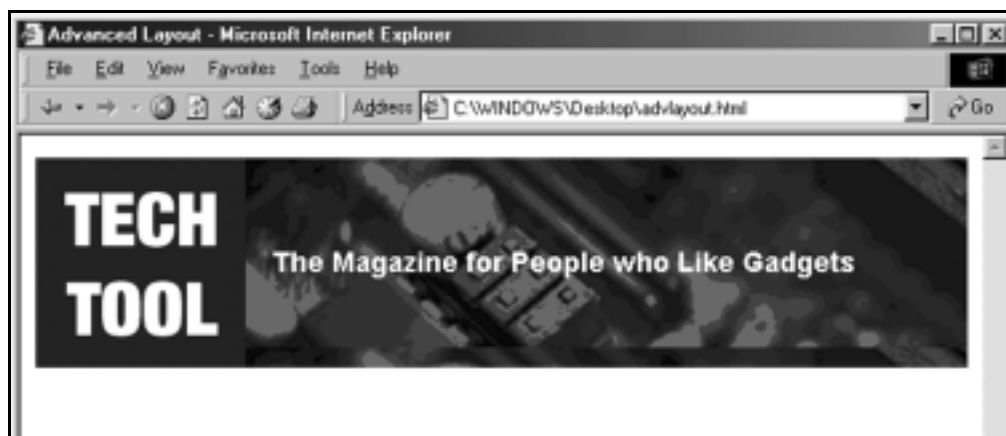 Advanced Layout - Microsoft Internet Explorer
File Edit View Favorites Tools Help
Address C:\WINDOWS\Desktop\advlayout.html Go
TECH
TOOL
The Magazine for People who Like Gadgets